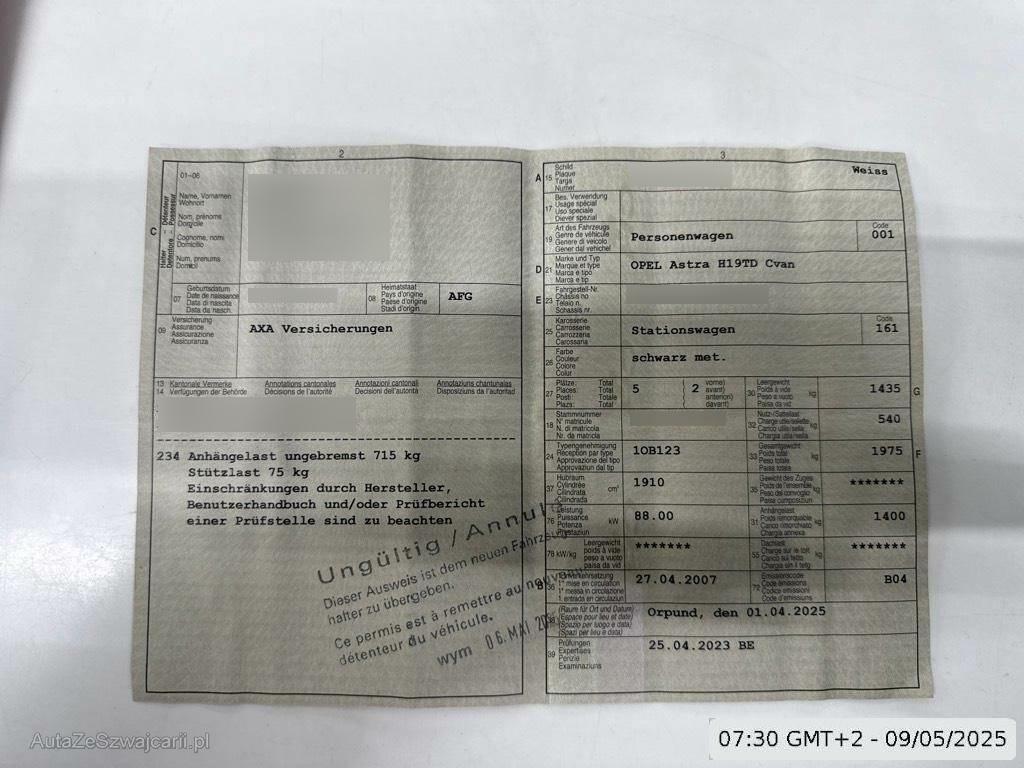 2
01-06
C
Halter Détenteur
Detentore Possessur
Name, Vornamen
Wohnort
Nom, prénoms
Domicile
Cognome, nomi
Domicilio
Num, prenums
Domicil
07
Geburtsdatum
Date de naissance
Data di nascita
Data da nasch.
08
Heimatstaat
Pays d'origine
Paese d'origine
Stadi d'origin
AFG
09
Versicherung
Assurance
Assicurazione
Assicuranza
AXA Versicherungen
13 Kantonale Vermerke Annotations cantonales Annotazioni cantonali Annotaziuns chantunalas
14 Verfügungen der Behörde Décisions de l'autorité Decisioni dell'autorità Disposiziuns da l'autoritad
234 Anhängelast ungebremst 715 kg
Stützlast 75 kg
Einschränkungen durch Hersteller,
Benutzerhandbuch und/oder Prüfbericht
einer Prüfstelle sind zu beachten
Ungültig / Annulé
Dieser Ausweis ist dem neuen Fahrzeug-
halter zu übergeben.
Ce permis est à remettre au nouveau
détenteur du véhicule.
wym 06. MAI
3
A 15
Schild
Plaque
Targa
Numer
Weiss
17
Bes. Verwendung
Usage spécial
Uso speciale
Diever spezial
19
Art des Fahrzeugs
Genre de véhicule
Genere di veicolo
Gener dal vehichel
Personenwagen
Code
001
D 21
Marke und Typ
Marque et type
Marca e tipo
Marca e tip
OPEL Astra H19TD Cvan
E 23
Fahrgestell-Nr.
Châssis no
Telaio n.
Schassis nr.
25
Karosserie
Carrosserie
Carrozzeria
Carossaria
Stationswagen
Code
161
26
Farbe
Couleur
Colore
Colur
schwarz met.
27
Plätze: Total
Places: Total
Posti: Totale
Plazs: Total
5
( 2 vorne)
( avant)
anteriori)
davant)
30
Leergewicht
Poids à vide
Peso a vuoto
Paisa da vid
kg
1435
G
18
Stammnummer
N° matricule
N. di matricola
Nr. da matricla
32
Nutz-/Sattellast
Charge utile/sellette
Carico utile/sella
Chargia utila/sella
kg
540
24
Typengenehmigung
Réception par type
Approvazione del tipo
Approvaziun dal tip
1OB123
33
Gesamtgewicht
Poids total
Peso totale
Paisa totala
kg
1975
F
37
Hubraum
Cylindrée
Cilindrata
Cilindrada
cm³
1910
35
Gewicht des Zuges
Poids de l'ensemble
Peso del convoglio
Paisa cumposiziun
kg
*******
76
Leistung
Puissance
Potenza
Prestaziun
kW
88.00
31
Anhängelast
Poids remorquable
Carico rimorchiato
Chargia annexa
kg
1400
78 kW/kg
Leergewicht
poids à vide
peso a vuoto
paisa da vid
*******
55
Dachlast
Charge sur le toit
Carico sul tetto
Chargia sin il tetg
kg
*******
B 36
Inverkehrsetzung
1re mise en circulation
1a messa in circolazione
1. entrada en circulaziun
27.04.2007
72
Emissionscode
Code émissions
Codice emissioni
Code d'emissiuns
B04
38
(Raum für Ort und Datum)
(Espace pour lieu et date)
(Spazio per luogo e data)
(Spazi per lieu e data)
Orpund, den 01.04.2025
39
Prüfungen
Expertises
Perizie
Examinaziuns
25.04.2023 BE
AutaZeSzwajcarii.pl
07:30 GMT+2 - 09/05/2025